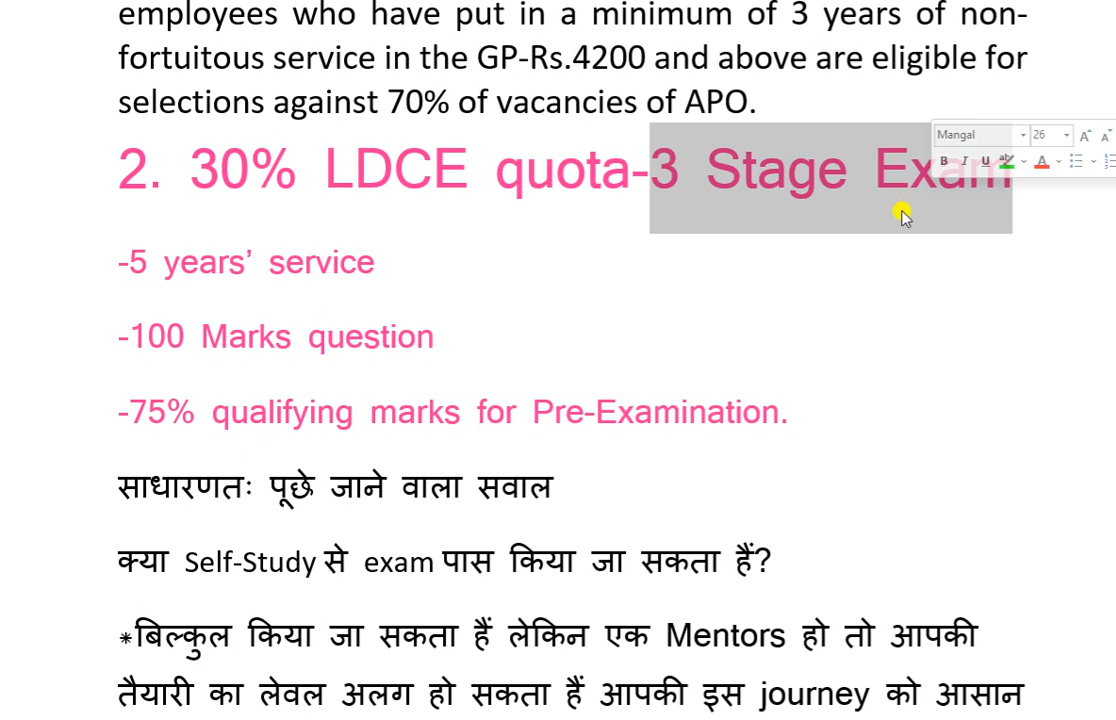 employees who have put in a minimum of 3 years of non-
fortuitous service in the GP-Rs.4200 and above are eligible for
selections against 70% of vacancies of APO.
Mangal 26
B I U
2. 30% LDCE quota-3 Stage Exam
-5 years’ service
-100 Marks question
-75% qualifying marks for Pre-Examination.
साधारणतः पूछे जाने वाला सवाल
क्या Self-Study से exam पास किया जा सकता हैं?
*बिल्कुल किया जा सकता हैं लेकिन एक Mentors हो तो आपकी
तैयारी का लेवल अलग हो सकता हैं आपकी इस journey को आसान